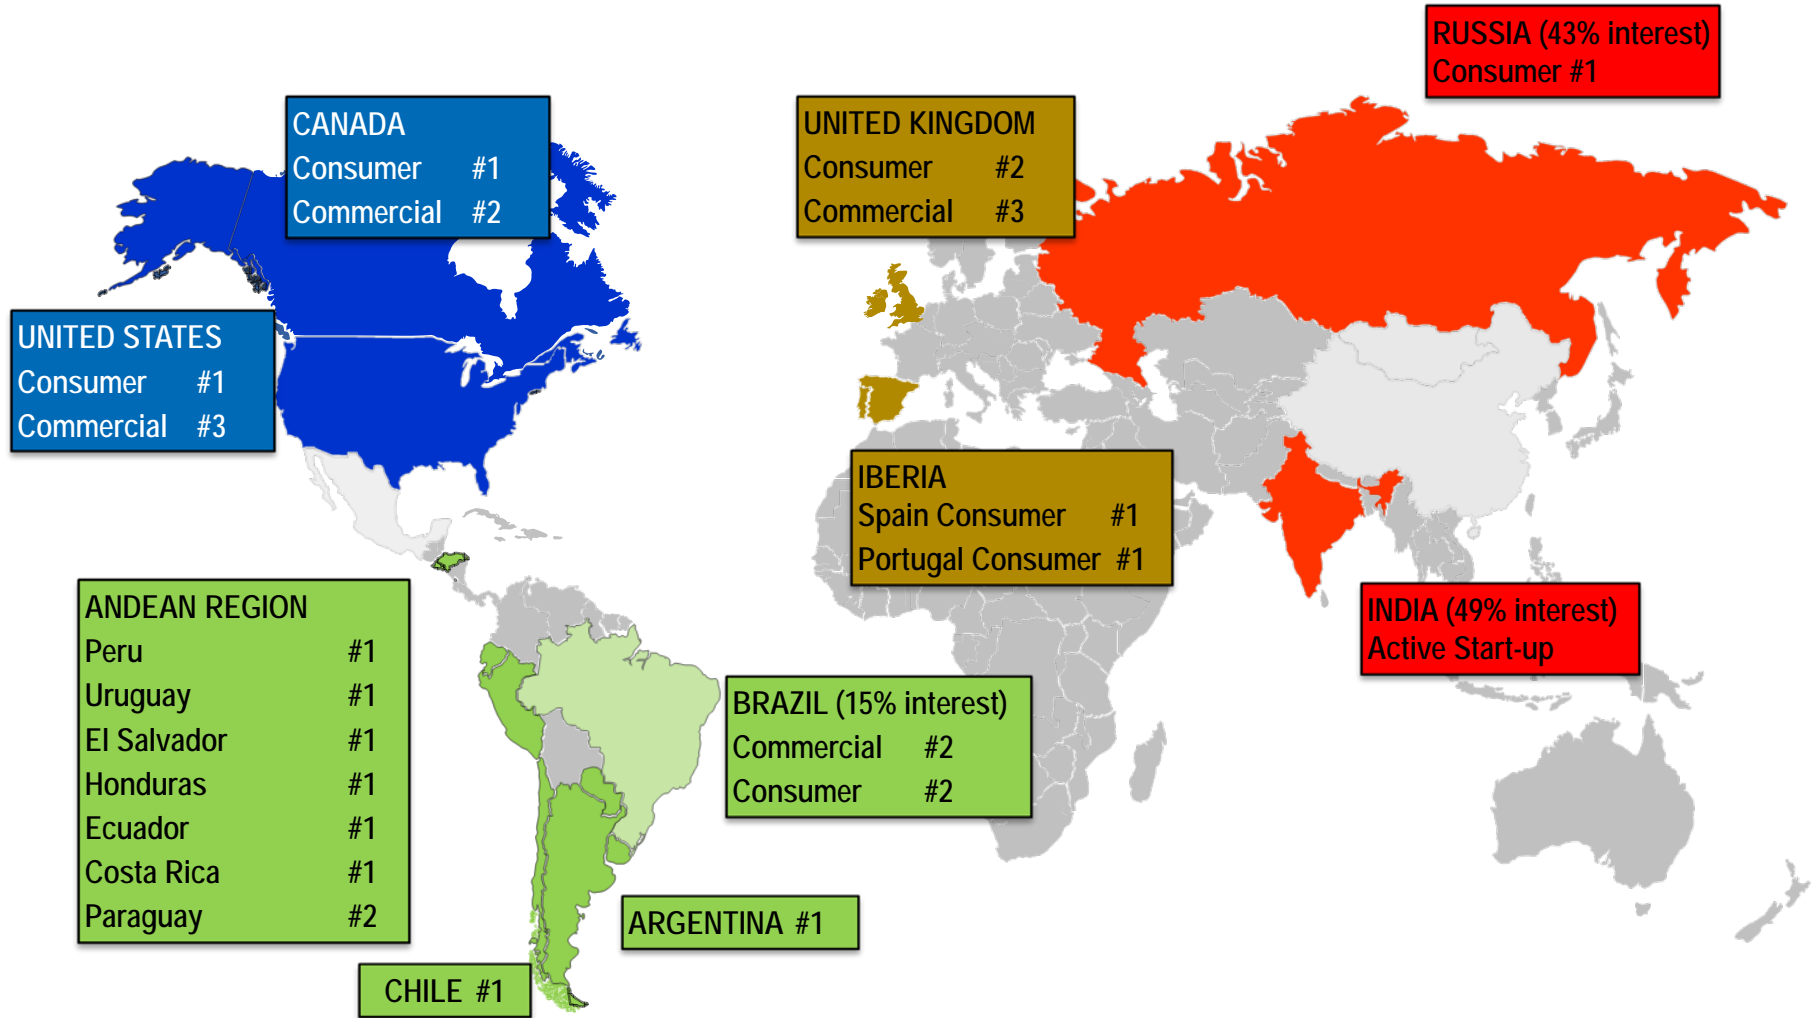 RUSSIA (43% interest)
Consumer #1
CANADA
Consumer #1
Commercial #2
UNITED KINGDOM
Consumer #2
Commercial #3
UNITED STATES
Consumer #1
Commercial #3
IBERIA
Spain Consumer #1
Portugal Consumer #1
ANDEAN REGION
Peru #1
Uruguay #1
El Salvador #1
Honduras #1
Ecuador #1
Costa Rica #1
Paraguay #2
INDIA (49% interest)
Active Start-up
BRAZIL (15% interest)
Commercial #2
Consumer #2
ARGENTINA #1
CHILE #1